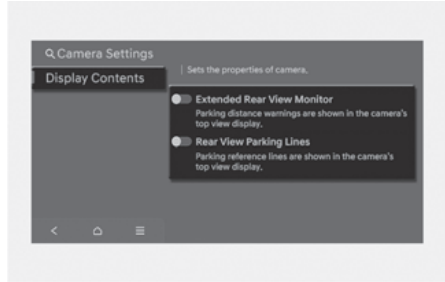 Camera Settings
Display Contents
Sets the properties of camera.
Extended Rear View Monitor
Parking distance warnings are shown in the camera's
top view display.
Rear View Parking Lines
Parking reference lines are shown in the camera's
top view display.